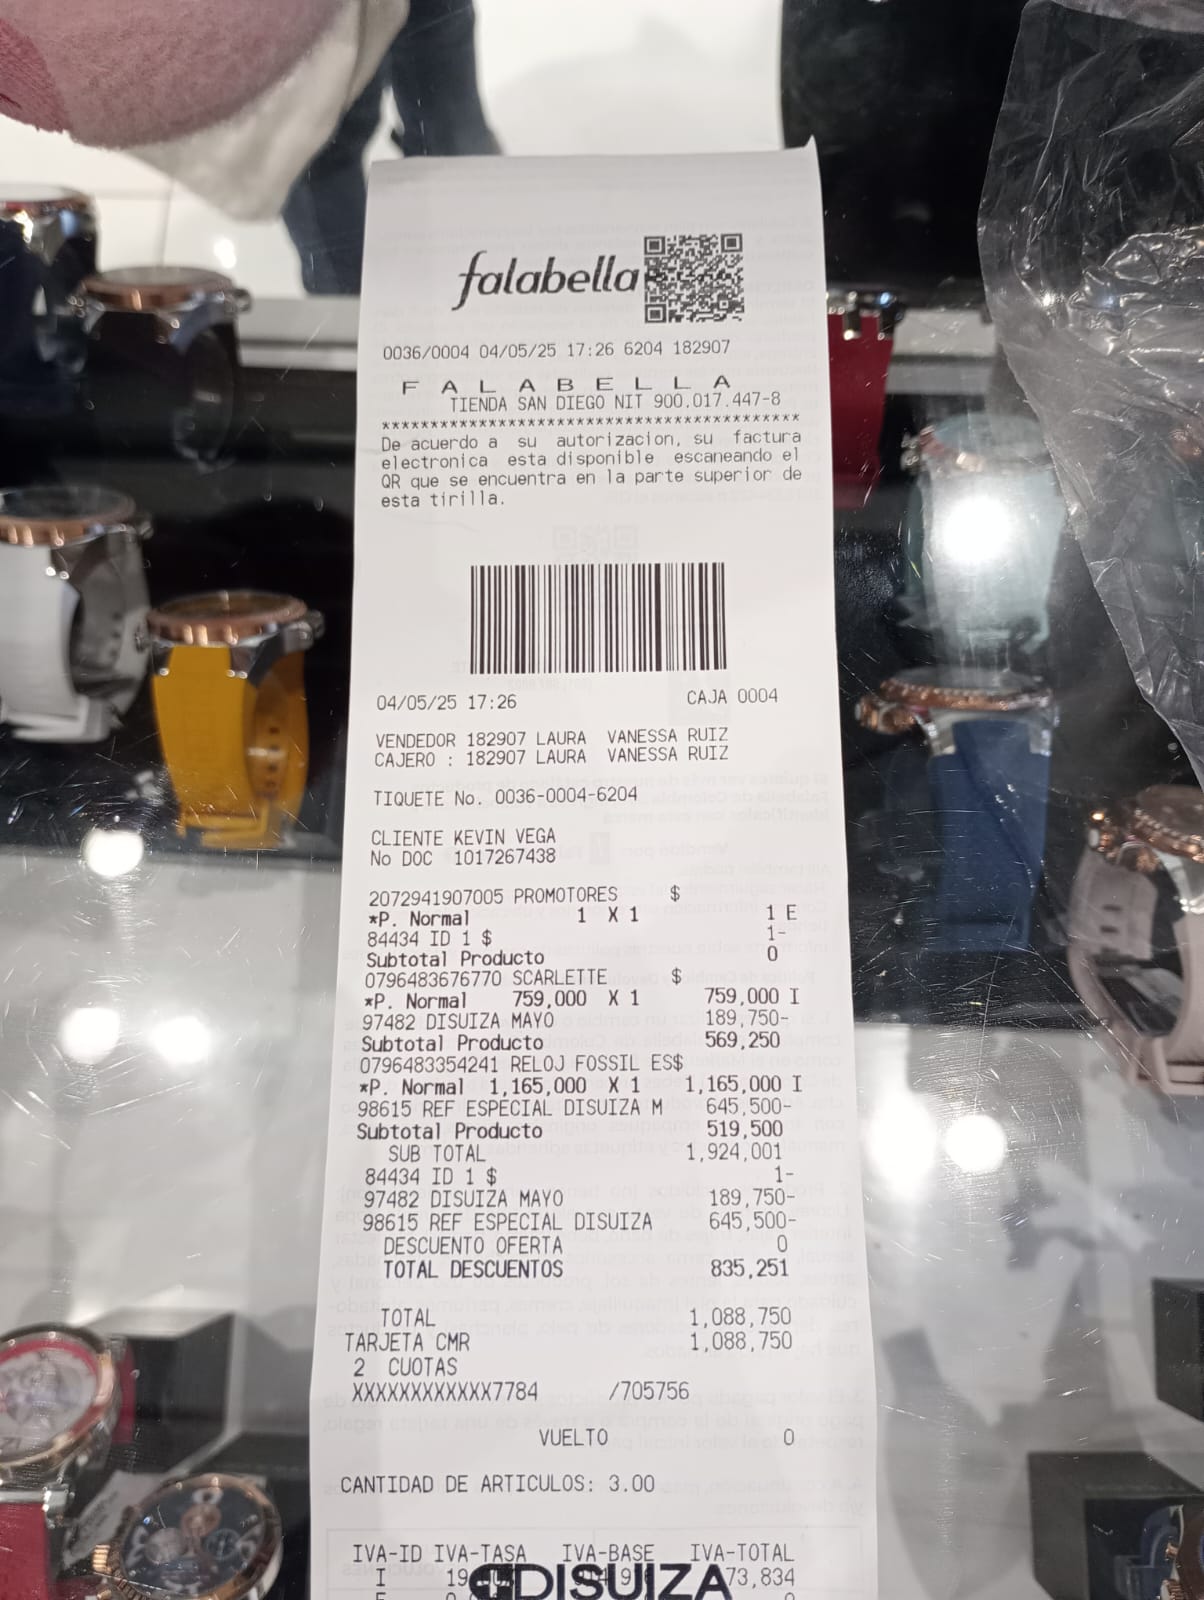 falabella
0036/0004 04/05/25 17:26 6204 182907
F A L A B E L L A
TIENDA SAN DIEGO NIT 900.017.447-8
******************************************
De acuerdo a su autorizacion, su factura
electronica esta disponible escaneando el
QR que se encuentra en la parte superior de
esta tirilla.
04/05/25 17:26 CAJA 0004
VENDEDOR 182907 LAURA VANESSA RUIZ
CAJERO : 182907 LAURA VANESSA RUIZ
TIQUETE No. 0036-0004-6204
CLIENTE KEVIN VEGA
No DOC 1017267438
2072941907005 PROMOTORES $
*P. Normal 1 X 1 1 E
84434 ID 1 $ 1-
Subtotal Producto 0
0796483676770 SCARLETTE $
*P. Normal 759,000 X 1 759,000 I
97482 DISUIZA MAYO 189,750-
Subtotal Producto 569,250
0796483354241 RELOJ FOSSIL ES$
*P. Normal 1,165,000 X 1 1,165,000 I
98615 REF ESPECIAL DISUIZA M 645,500-
Subtotal Producto 519,500
SUB TOTAL 1,924,001
84434 ID 1 $ 1-
97482 DISUIZA MAYO 189,750-
98615 REF ESPECIAL DISUIZA 645,500-
DESCUENTO OFERTA 0
TOTAL DESCUENTOS 835,251
TOTAL 1,088,750
TARJETA CMR 1,088,750
2 CUOTAS
XXXXXXXXXXXX7784 /705756
VUELTO 0
CANTIDAD DE ARTICULOS: 3.00
IVA-ID IVA-TASA IVA-BASE IVA-TOTAL
I 73,834
DISUIZA